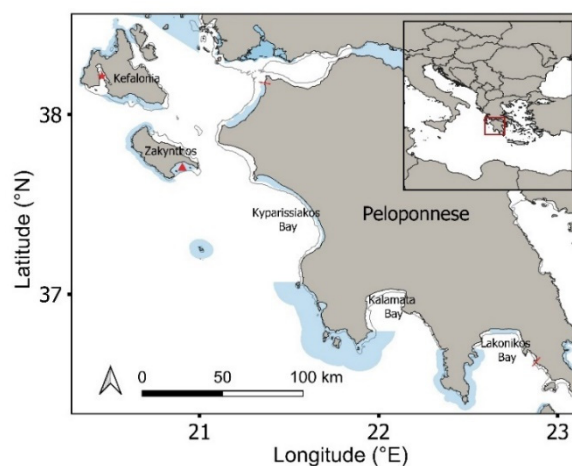 Kefalonia
38
Zakynthos
Kyparissiakos
Bay
Peloponnese
37
Kalamata
Bay
Lakonikos
Bay
0 50 100 km
21 22 23
Latitude (°N)
Longitude (°E)